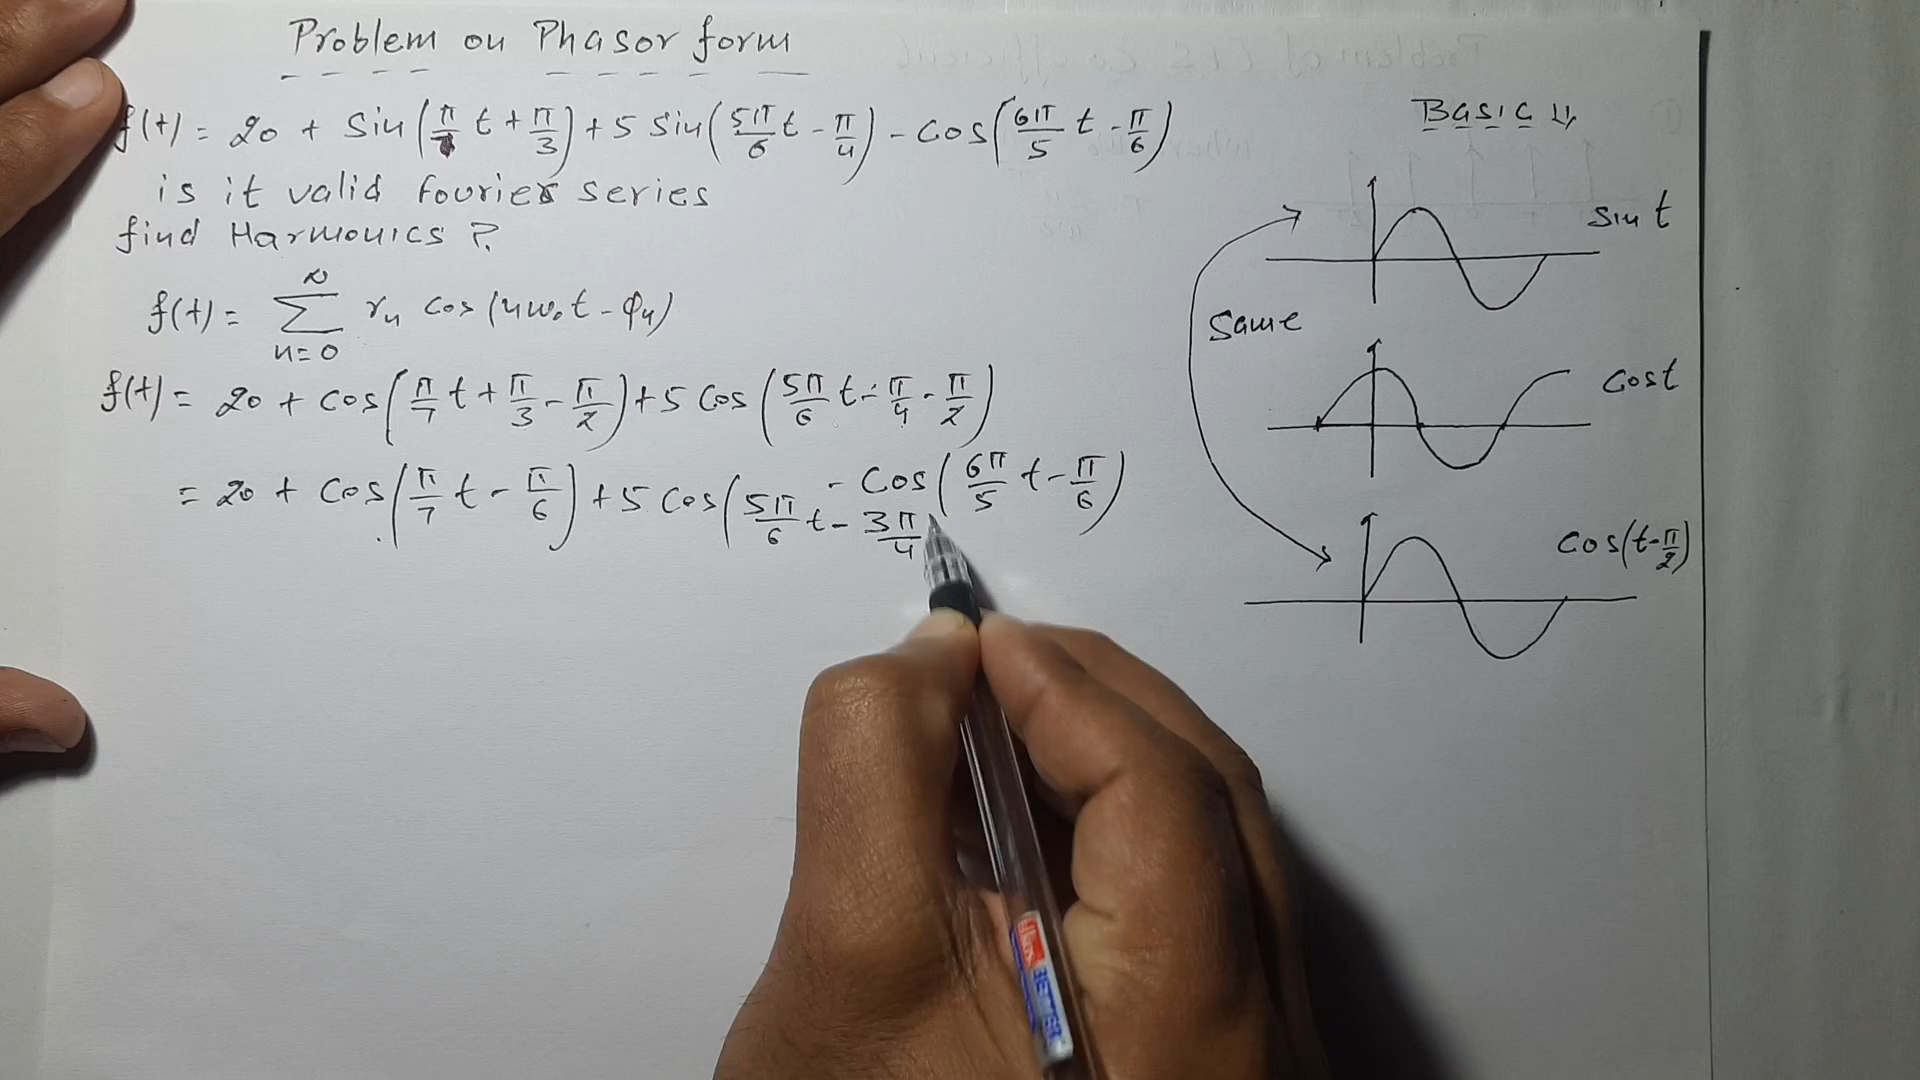 Problem on Phasor form
f(t) = 20 + Sin(π/7 t + π/3) + 5 Sin(5π/6 t - π/4) - Cos(6π/5 t - π/6)
is it valid fourier series
find Harmonics ?
f(t) = ∞ Σ n=0 rn Cos(nω₀t - φn)
f(t) = 20 + Cos(π/7 t + π/3 - π/2) + 5 Cos(5π/6 t - π/4 - π/2)
- Cos(6π/5 t - π/6)
= 20 + Cos(π/7 t - π/6) + 5 Cos(5π/6 t - 3π/4
BASIC
Sin t
Same
Cost
Cos(t-π/2)